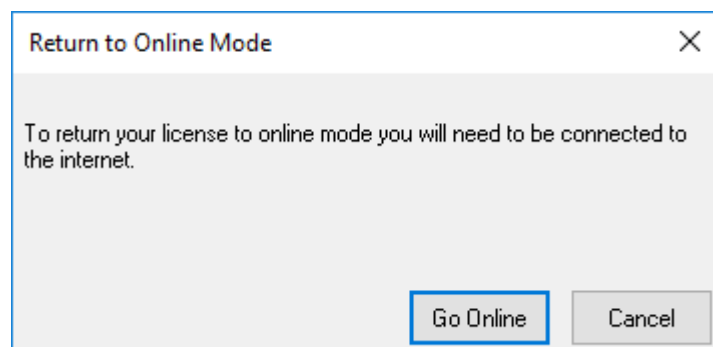 Return to Online Mode
To return your license to online mode you will need to be connected to
the internet.
Go Online
Cancel